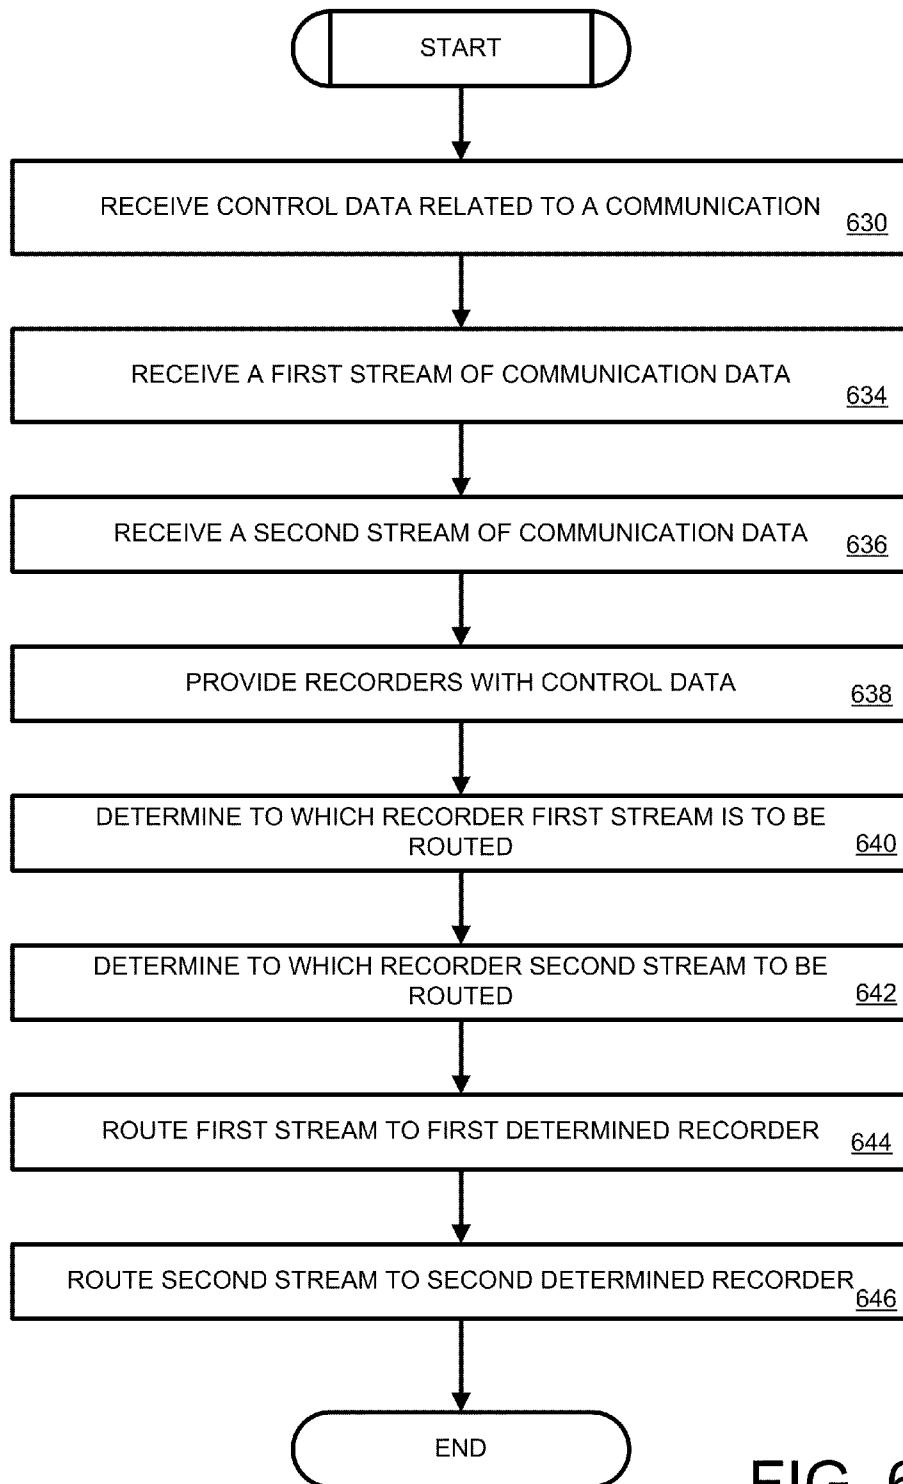 START
RECEIVE CONTROL DATA RELATED TO A COMMUNICATION
630
RECEIVE A FIRST STREAM OF COMMUNICATION DATA
634
RECEIVE A SECOND STREAM OF COMMUNICATION DATA
636
PROVIDE RECORDERS WITH CONTROL DATA
638
DETERMINE TO WHICH RECORDER FIRST STREAM IS TO BE
ROUTED
640
DETERMINE TO WHICH RECORDER SECOND STREAM TO BE
ROUTED
642
ROUTE FIRST STREAM TO FIRST DETERMINED RECORDER
644
ROUTE SECOND STREAM TO SECOND DETERMINED RECORDER
646
END
FIG.